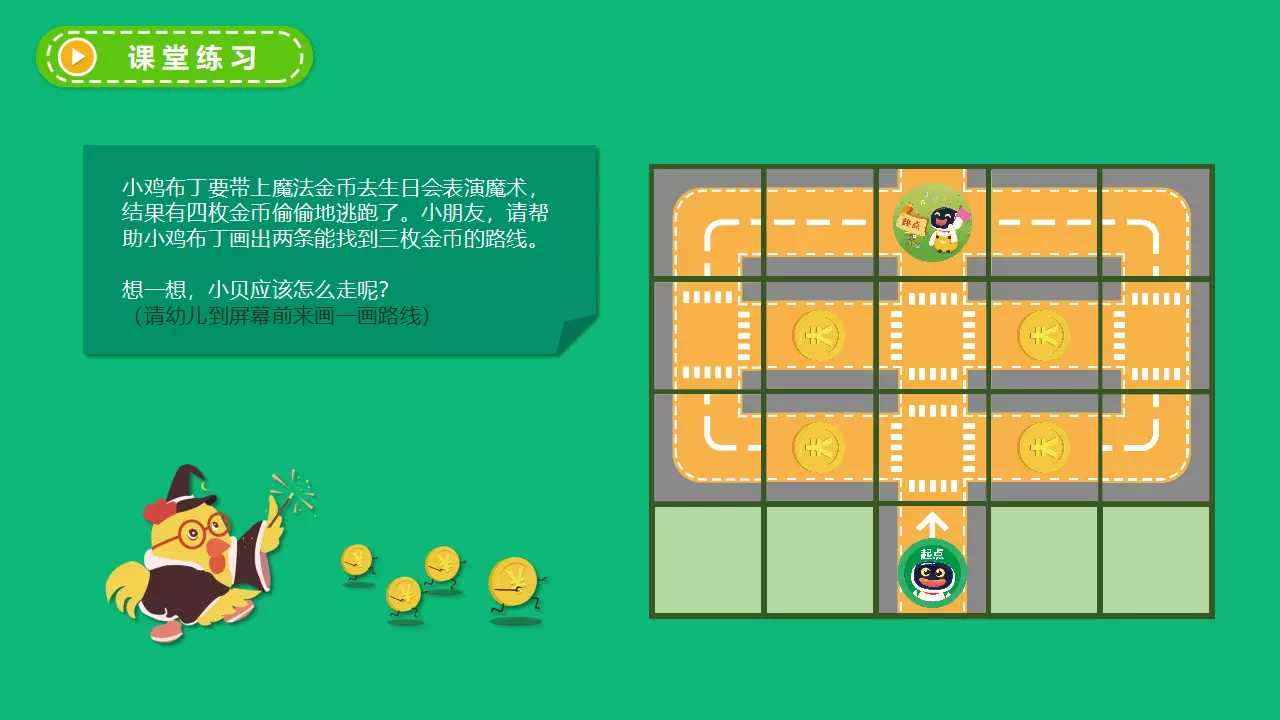 课堂练习
小鸡布丁要带上魔法金币去生日会表演魔术，
结果有四枚金币偷偷地逃跑了。小朋友，请帮
助小鸡布丁画出两条能找到三枚金币的路线。
想一想，小贝应该怎么走呢？
（请幼儿到屏幕前来画一画路线）
终点
¥
¥
¥
¥
起点
¥
¥
¥
¥